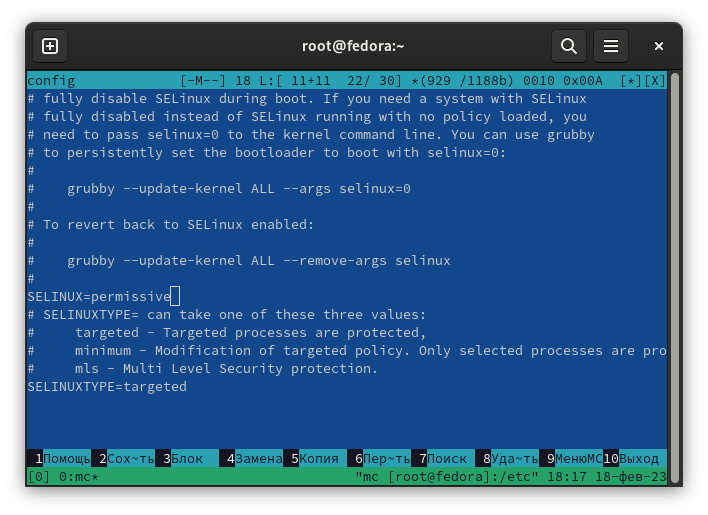 root@fedora:~
config [-M--] 18 L:[ 11+11 22/ 30] *(929 /1188b) 0010 0x00A [*][X]
# fully disable SELinux during boot. If you need a system with SELinux
# fully disabled instead of SELinux running with no policy loaded, you
# need to pass selinux=0 to the kernel command line. You can use grubby
# to persistently set the bootloader to boot with selinux=0:
#
#    grubby --update-kernel ALL --args selinux=0
#
# To revert back to SELinux enabled:
#
#    grubby --update-kernel ALL --remove-args selinux
#
SELINUX=permissive
# SELINUXTYPE= can take one of these three values:
#     targeted - Targeted processes are protected,
#     minimum - Modification of targeted policy. Only selected processes are pro
#     mls - Multi Level Security protection.
SELINUXTYPE=targeted
1Помощь 2Сох~ть 3Блок 4Замена 5Копия 6Пер~ть 7Поиск 8Уда~ть 9МенюMC 10Выход
[0] 0:mc* "mc [root@fedora]:/etc" 18:17 18-фев-23